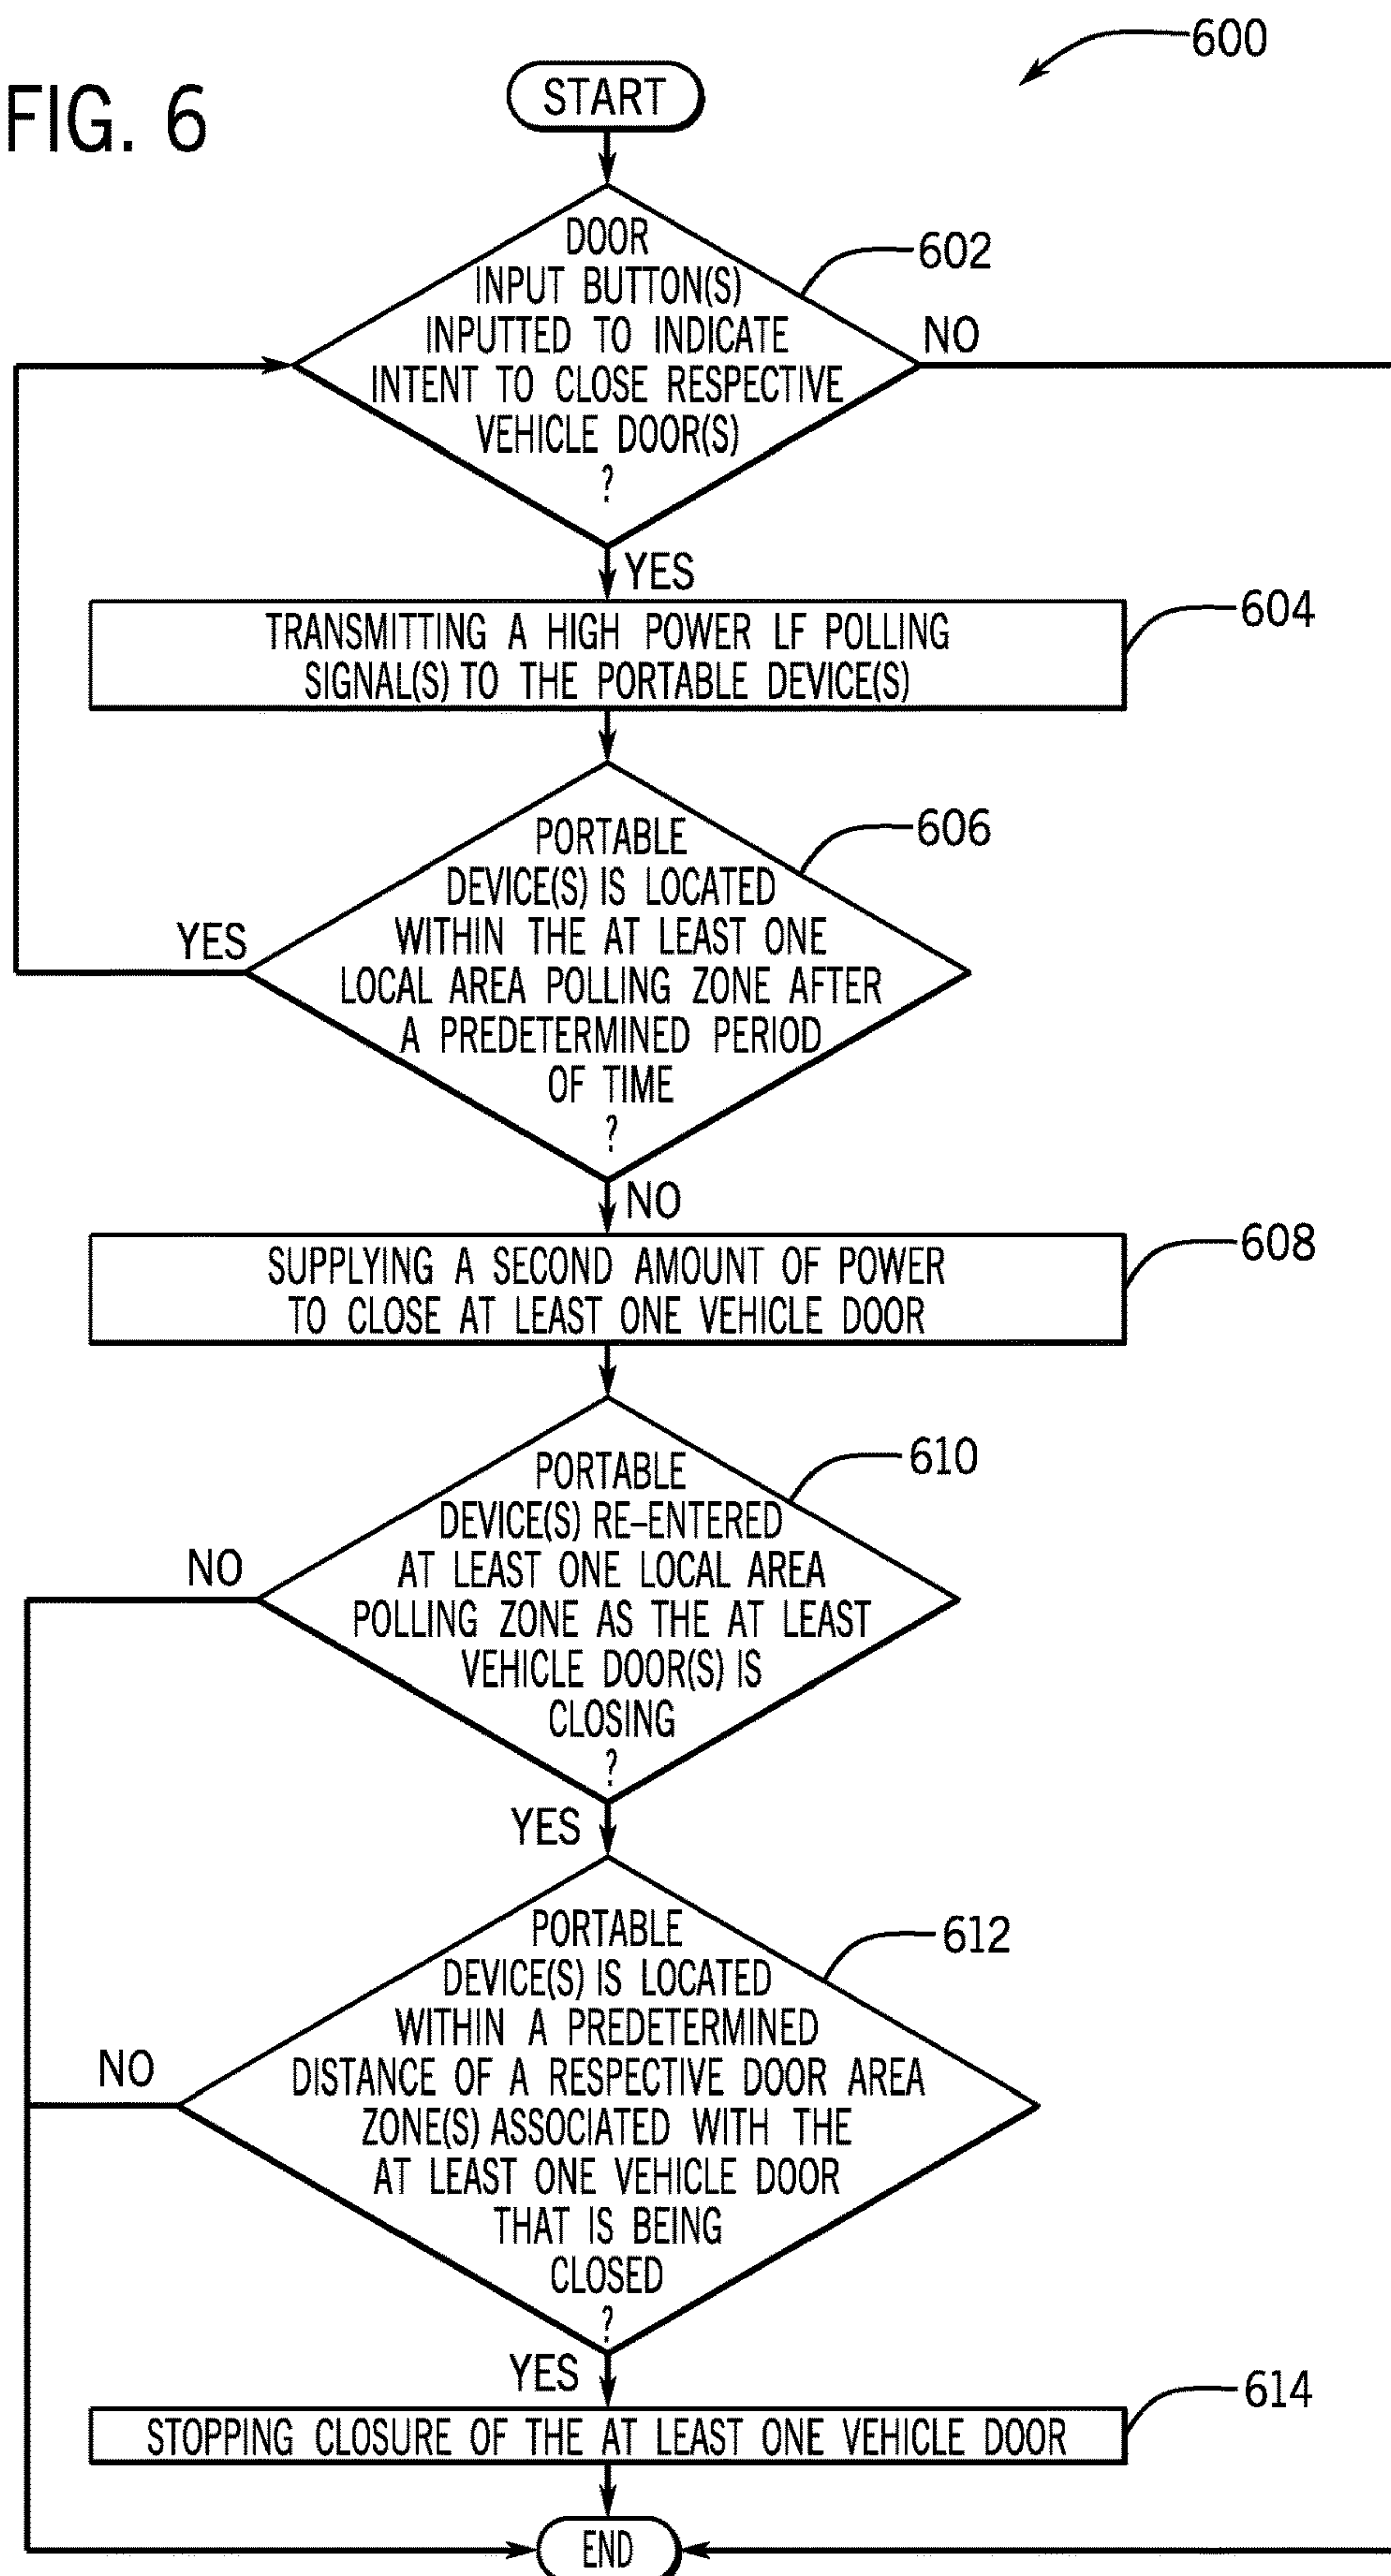 600
FIG. 6
START
DOOR
INPUT BUTTON(S)
INPUTTED TO INDICATE
INTENT TO CLOSE RESPECTIVE
VEHICLE DOOR(S)
?
602
NO
YES
TRANSMITTING A HIGH POWER LF POLLING
SIGNAL(S) TO THE PORTABLE DEVICE(S)
604
PORTABLE
DEVICE(S) IS LOCATED
WITHIN THE AT LEAST ONE
LOCAL AREA POLLING ZONE AFTER
A PREDETERMINED PERIOD
OF TIME
?
606
YES
NO
SUPPLYING A SECOND AMOUNT OF POWER
TO CLOSE AT LEAST ONE VEHICLE DOOR
608
PORTABLE
DEVICE(S) RE-ENTERED
AT LEAST ONE LOCAL AREA
POLLING ZONE AS THE AT LEAST
VEHICLE DOOR(S) IS
CLOSING
?
610
NO
YES
PORTABLE
DEVICE(S) IS LOCATED
WITHIN A PREDETERMINED
DISTANCE OF A RESPECTIVE DOOR AREA
ZONE(S) ASSOCIATED WITH THE
AT LEAST ONE VEHICLE DOOR
THAT IS BEING
CLOSED
?
612
NO
YES
STOPPING CLOSURE OF THE AT LEAST ONE VEHICLE DOOR
614
END